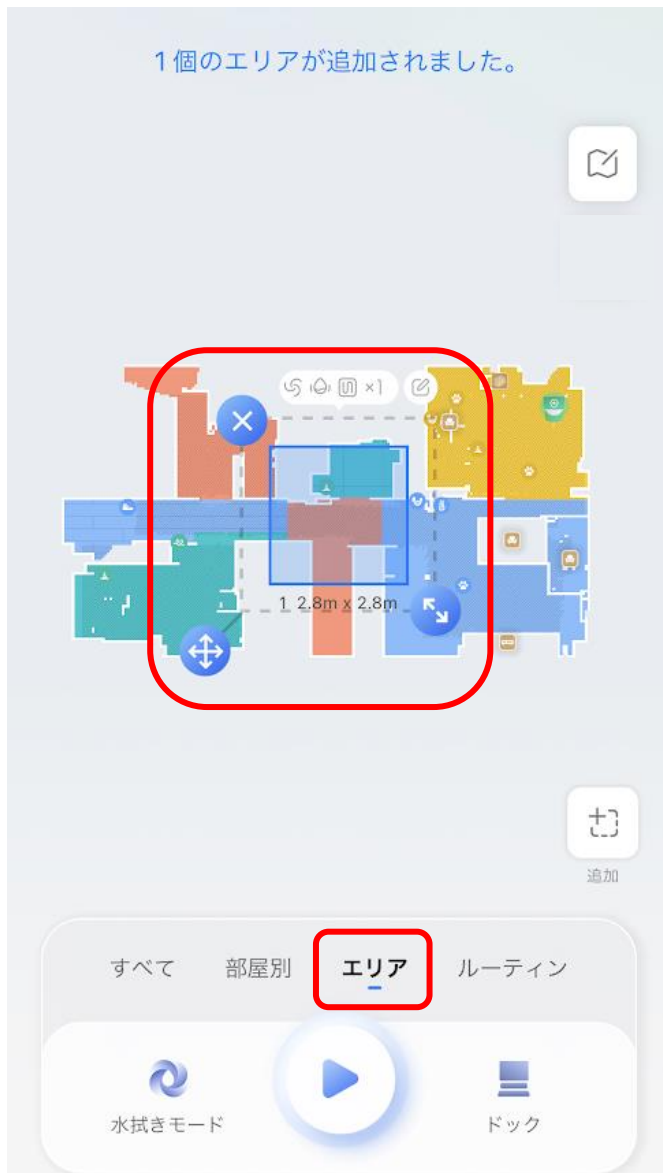 1個のエリアが追加されました。
×1
1 2.8m x 2.8m
追加
すべて 部屋別 エリア ルーティン
水拭きモード ドック